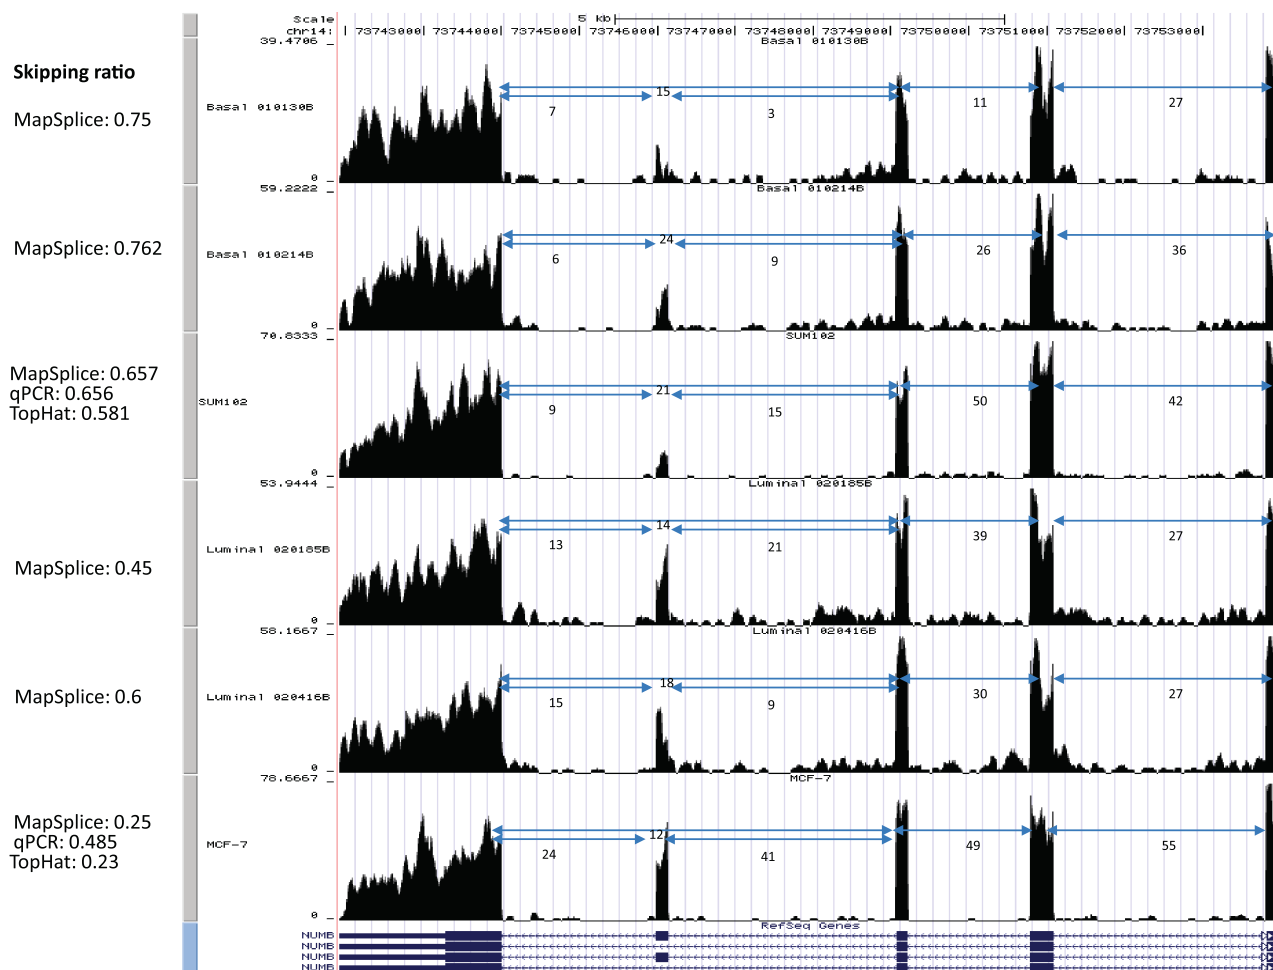 Scale 5 kb
chr14: 73743000 73744000 73745000 73746000 73747000 73748000 73749000 73750000 73751000 73752000 73753000
39.4706 _ Basal 010130B
Skipping ratio
MapSplice: 0.75
Basal 010130B
15
7 3 11 27
0 _
59.2222 _ Basal 010214B
MapSplice: 0.762
Basal 010214B
24
6 9 26 36
0 _
70.8333 _ SUM102
MapSplice: 0.657
qPCR: 0.656
TopHat: 0.581
SUM102
21
9 15 50 42
0 _
53.9444 _ Luminal 020185B
MapSplice: 0.45
Luminal 020185B
14
13 21 39 27
0 _
58.1667 _ Luminal 020416B
MapSplice: 0.6
Luminal 020416B
18
15 9 30 27
0 _
78.6667 _ MCF-7
MapSplice: 0.25
qPCR: 0.485
TopHat: 0.23
MCF-7
12
24 41 49 55
0 _
RefSeq Genes
NUMB
NUMB
NUMB
NUMB